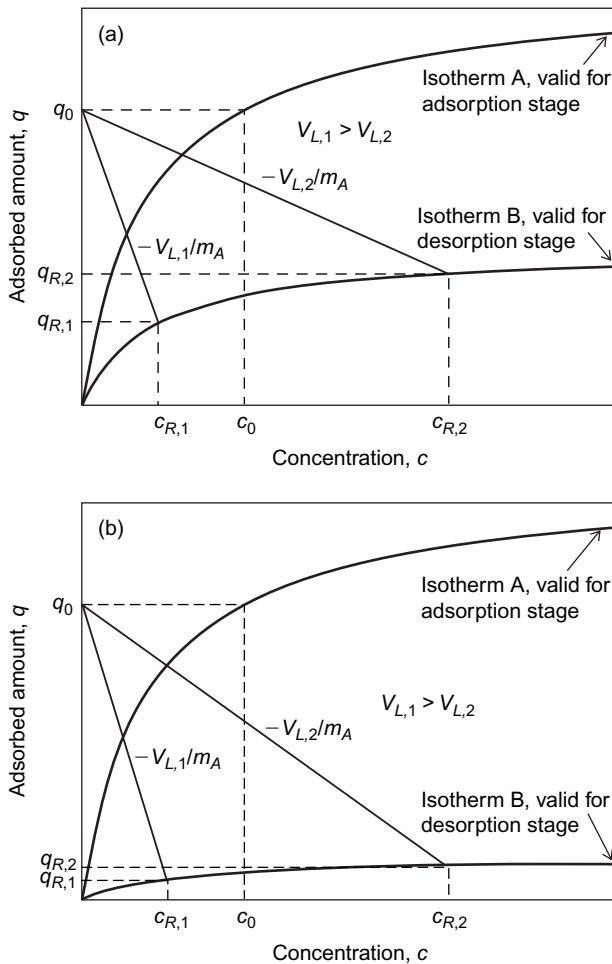 (a)
Isotherm A, valid for
adsorption stage
q0
VL,1 > VL,2
−VL,2/mA
Isotherm B, valid for
desorption stage
−VL,1/mA
qR,2
qR,1
Adsorbed amount, q
cR,1
c0
cR,2
Concentration, c
(b)
Isotherm A, valid for
adsorption stage
q0
VL,1 > VL,2
−VL,2/mA
−VL,1/mA
Isotherm B, valid for
desorption stage
qR,2
qR,1
Adsorbed amount, q
cR,1
c0
cR,2
Concentration, c